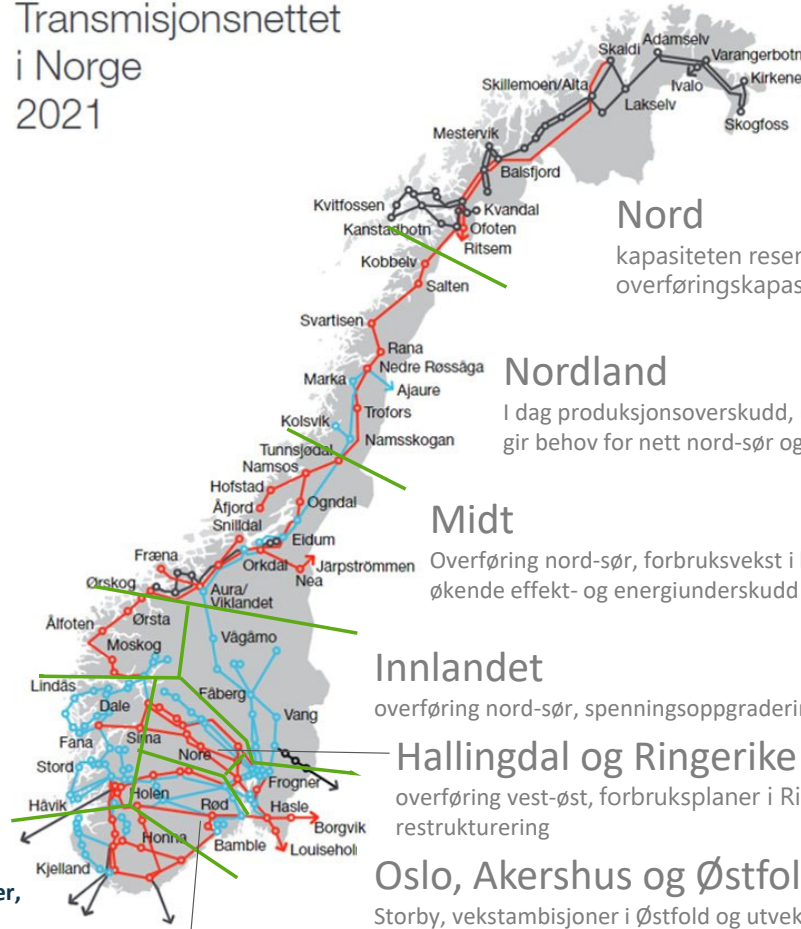 Transmisjonsnettet
i Norge
2021
Skaidi
Adamselv
Varangerbotn
Ivalo
Kirkene
Skillemoen/Alta
Lakselv
Skogfoss
Mestervik
Balsfjord
Kvitfossen
Kvandal
Kanstadbotn
Ofoten
Ritsem
Nord
kapasiteten reser
overføringskapas
Kobbelv
Salten
Svartisen
Rana
Nedre Røssåga
Marka
Ajaure
Nordland
I dag produksjonsoverskudd,
gir behov for nett nord-sør og
Trofors
Kolsvik
Namsskogan
Tunnsjødal
Namsos
Hofstad
Ogndal
Åfjord
Snilldal
Midt
Overføring nord-sør, forbruksvekst i
økende effekt- og energiunderskudd
Eidum
Fræna
Orkdal
Järpströmmen
Nea
Ørskog
Aura/
Viklandet
Ålfoten
Ørsta
Moskog
Vågåmo
Innlandet
overføring nord-sør, spenningsoppgraderin
Lindås
Dale
Fåberg
Vang
Fana
Sima
Nore
Hallingdal og Ringerike
overføring vest-øst, forbruksplaner i Ri
restrukturering
Stord
Frogner
Håvik
Holen
Rød
Hasle
Borgvik
Honna
Bamble
Louisehol
Kjelland
Oslo, Akershus og Østfol
Storby, vekstambisjoner i Østfold og utvek
er,